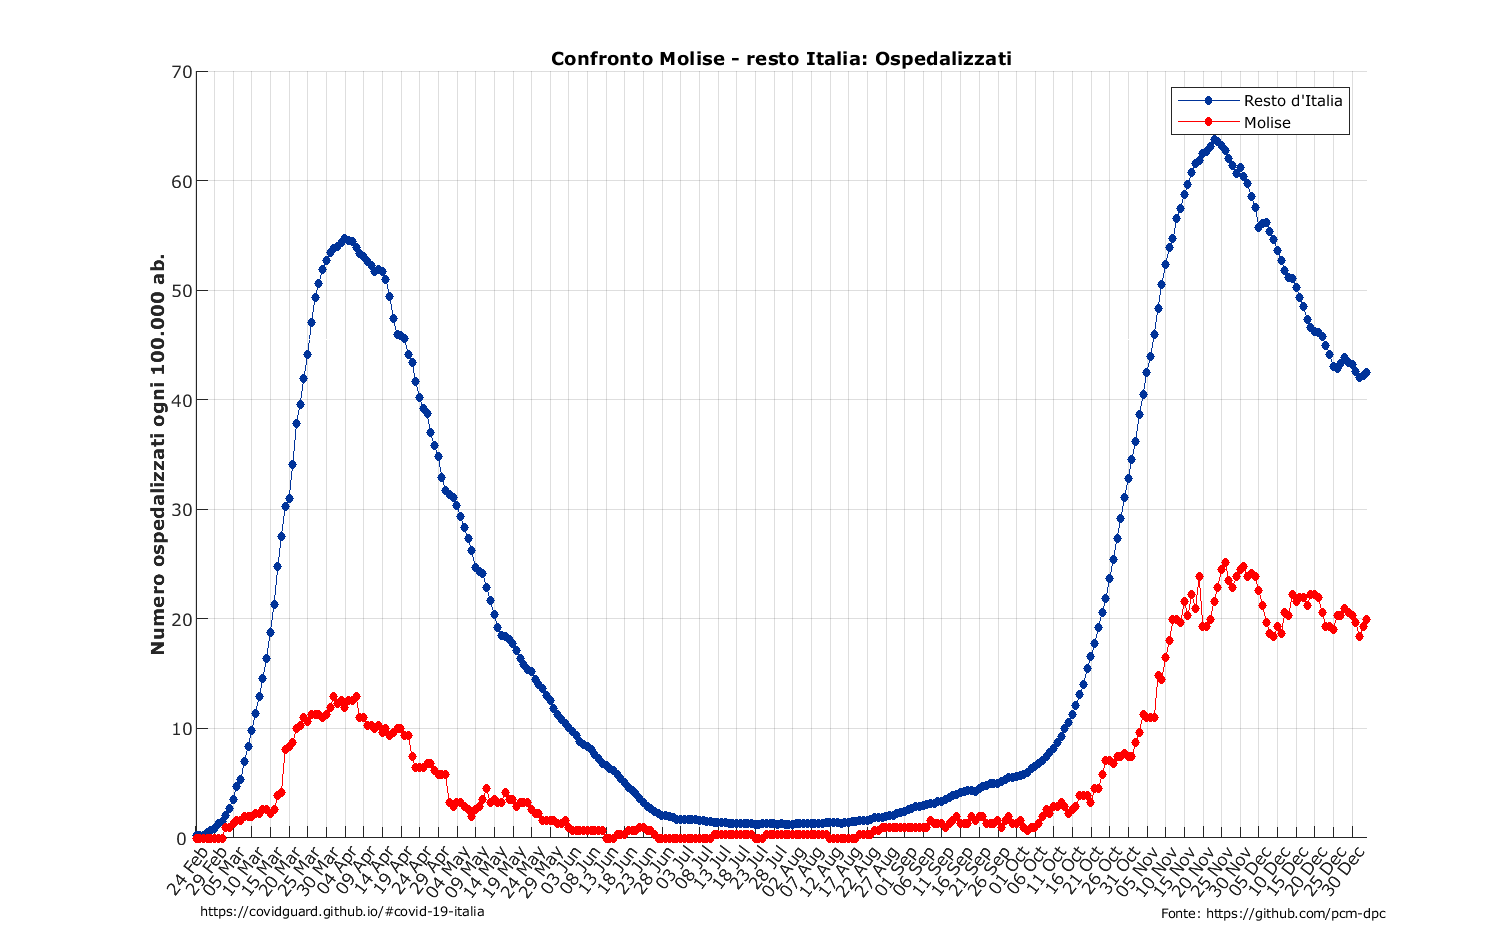 Confronto Molise - resto Italia: Ospedalizzati
Resto d'Italia
Molise
Numero ospedalizzati ogni 100.000 ab.
70
60
50
40
30
20
10
0
24 Feb
29 Feb
05 Mar
10 Mar
15 Mar
20 Mar
25 Mar
30 Mar
04 Apr
09 Apr
14 Apr
19 Apr
24 Apr
29 Apr
04 May
09 May
14 May
19 May
24 May
29 May
03 Jun
08 Jun
13 Jun
18 Jun
23 Jun
28 Jun
03 Jul
08 Jul
13 Jul
18 Jul
23 Jul
28 Jul
02 Aug
07 Aug
12 Aug
17 Aug
22 Aug
27 Aug
01 Sep
06 Sep
11 Sep
16 Sep
21 Sep
26 Sep
01 Oct
06 Oct
11 Oct
16 Oct
21 Oct
26 Oct
31 Oct
05 Nov
10 Nov
15 Nov
20 Nov
25 Nov
30 Nov
05 Dec
10 Dec
15 Dec
20 Dec
25 Dec
30 Dec
https://covidguard.github.io/#covid-19-italia
Fonte: https://github.com/pcm-dpc